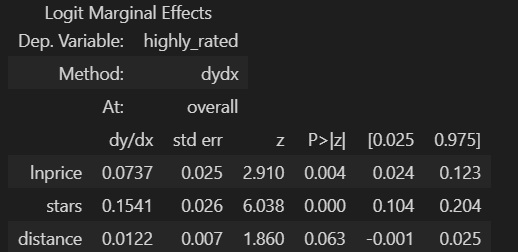 Logit Marginal Effects
Dep. Variable: highly_rated
Method: dydx
At: overall
dy/dx std err z P>|z| [0.025 0.975]
lnprice 0.0737 0.025 2.910 0.004 0.024 0.123
stars 0.1541 0.026 6.038 0.000 0.104 0.204
distance 0.0122 0.007 1.860 0.063 -0.001 0.025